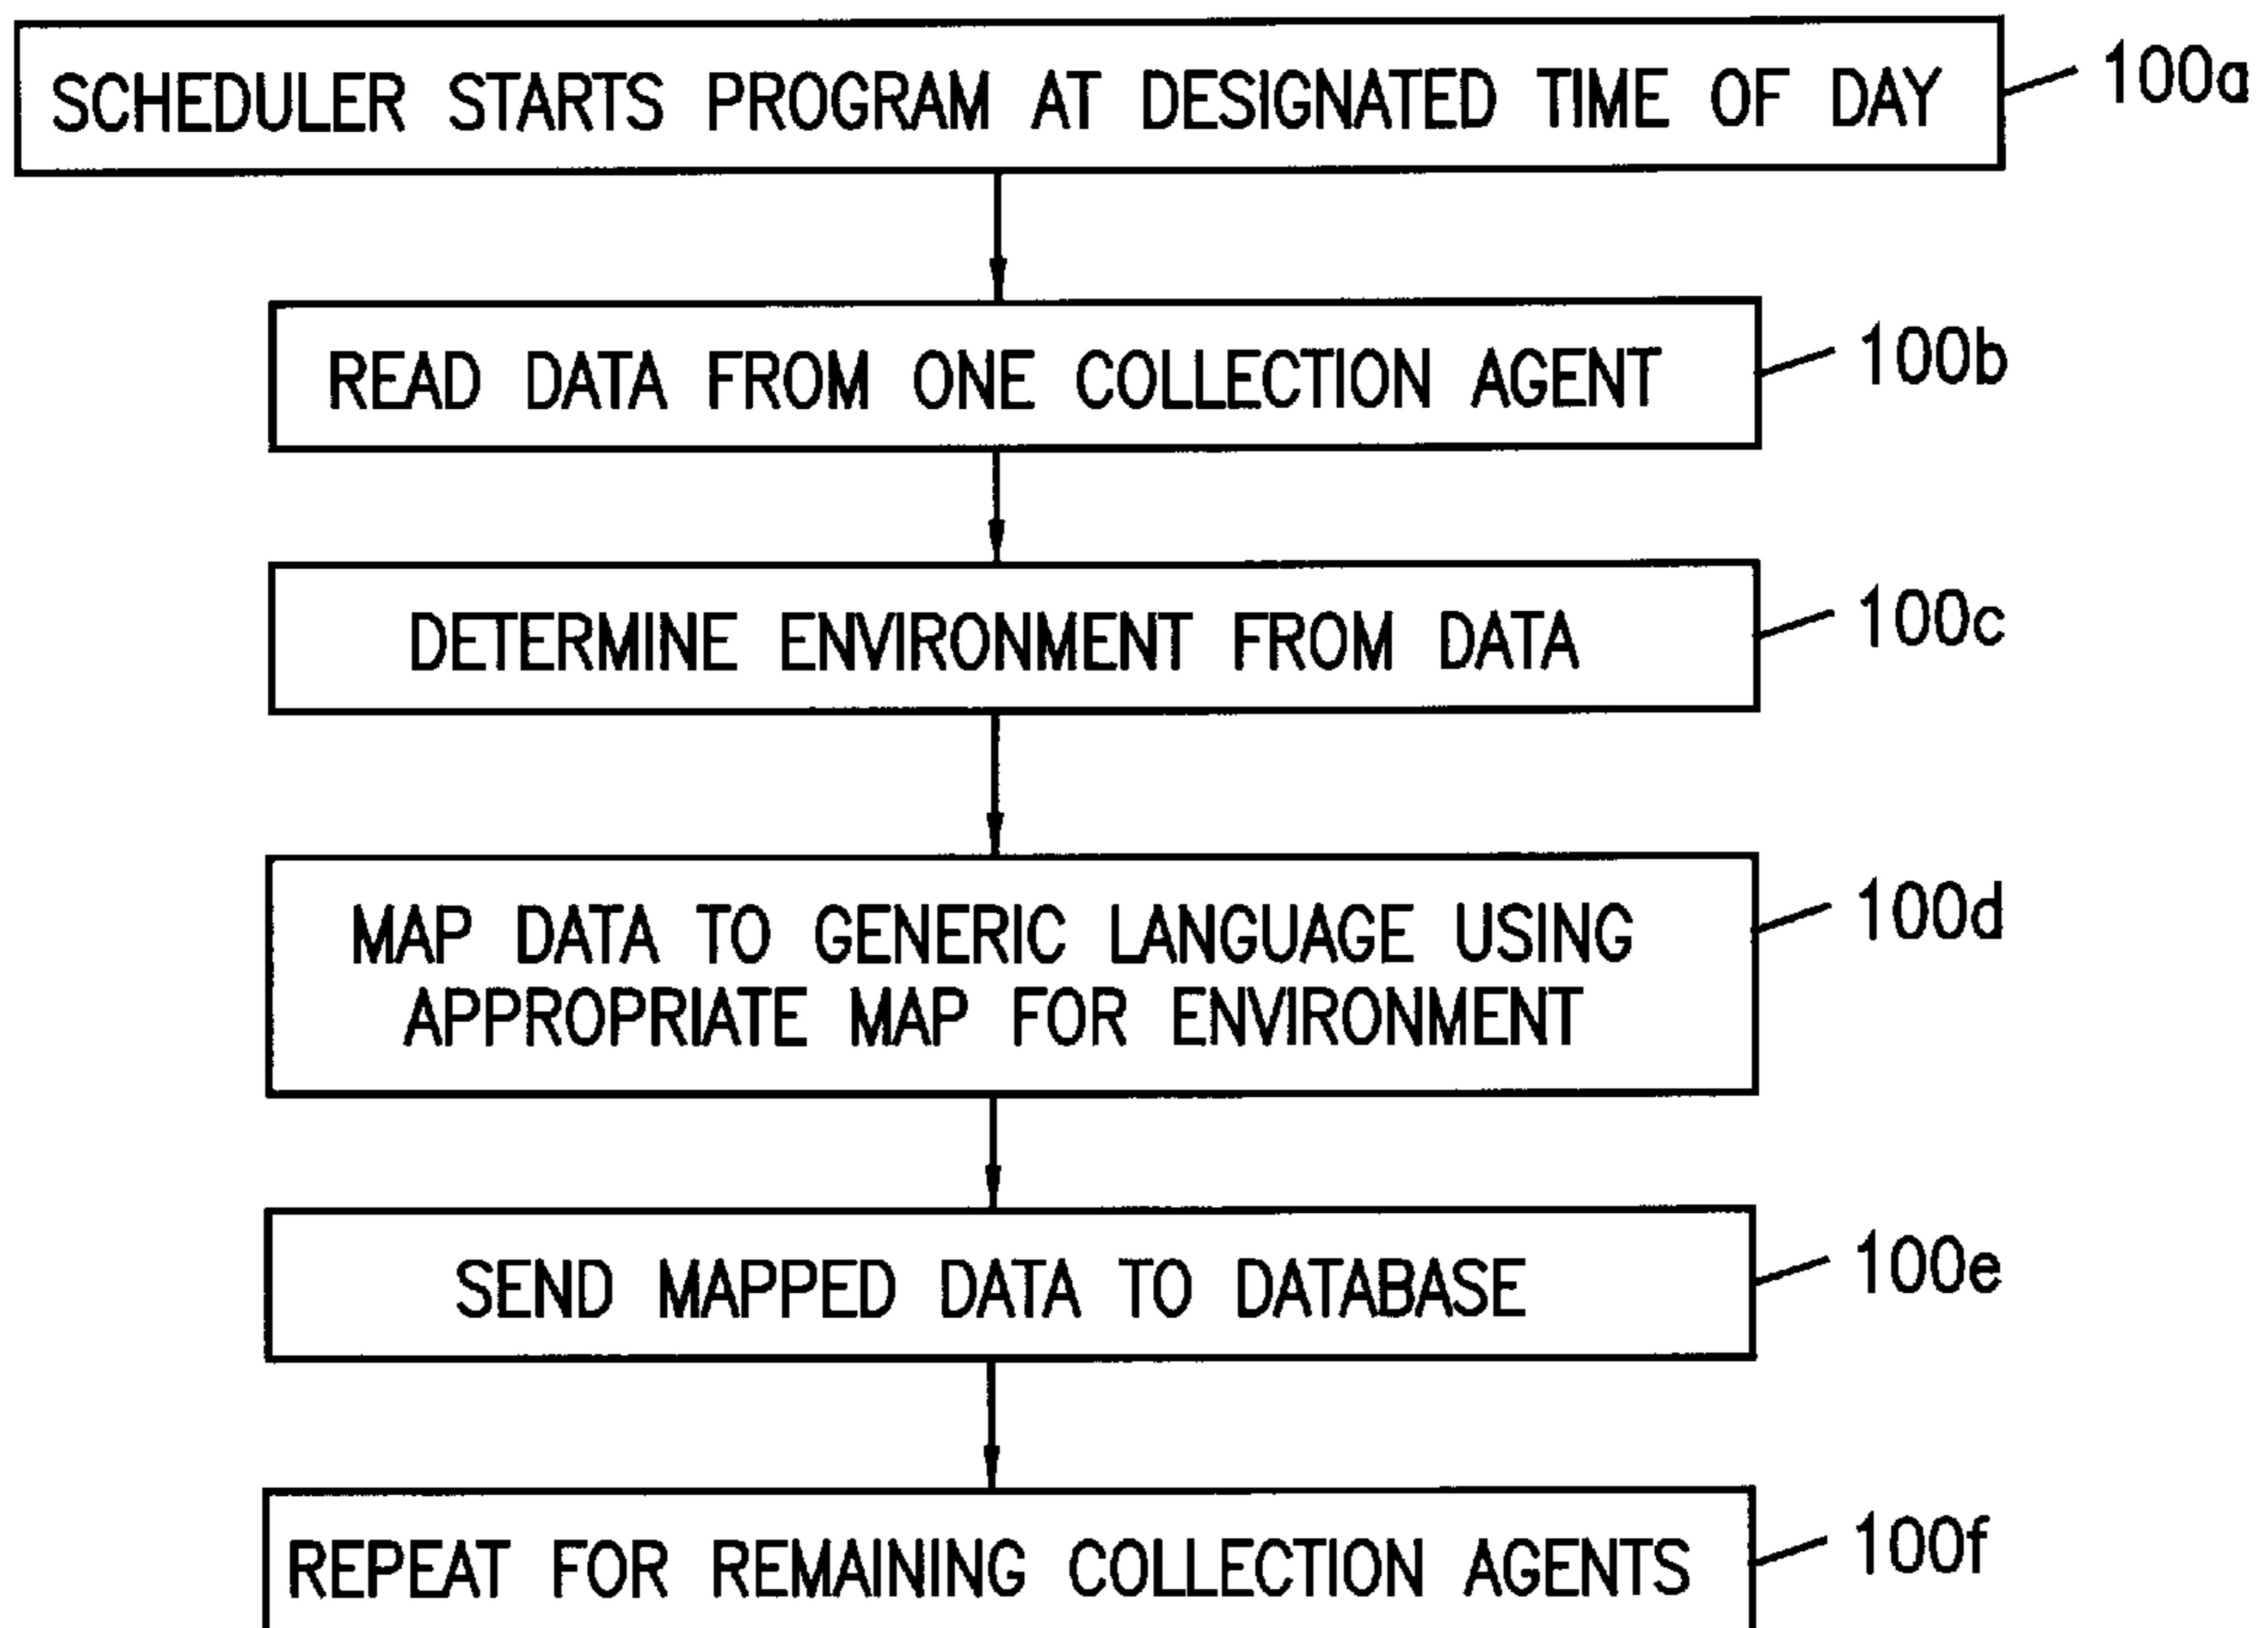 SCHEDULER STARTS PROGRAM AT DESIGNATED TIME OF DAY
100a
READ DATA FROM ONE COLLECTION AGENT
100b
DETERMINE ENVIRONMENT FROM DATA
100c
MAP DATA TO GENERIC LANGUAGE USING
APPROPRIATE MAP FOR ENVIRONMENT
100d
SEND MAPPED DATA TO DATABASE
100e
REPEAT FOR REMAINING COLLECTION AGENTS
100f